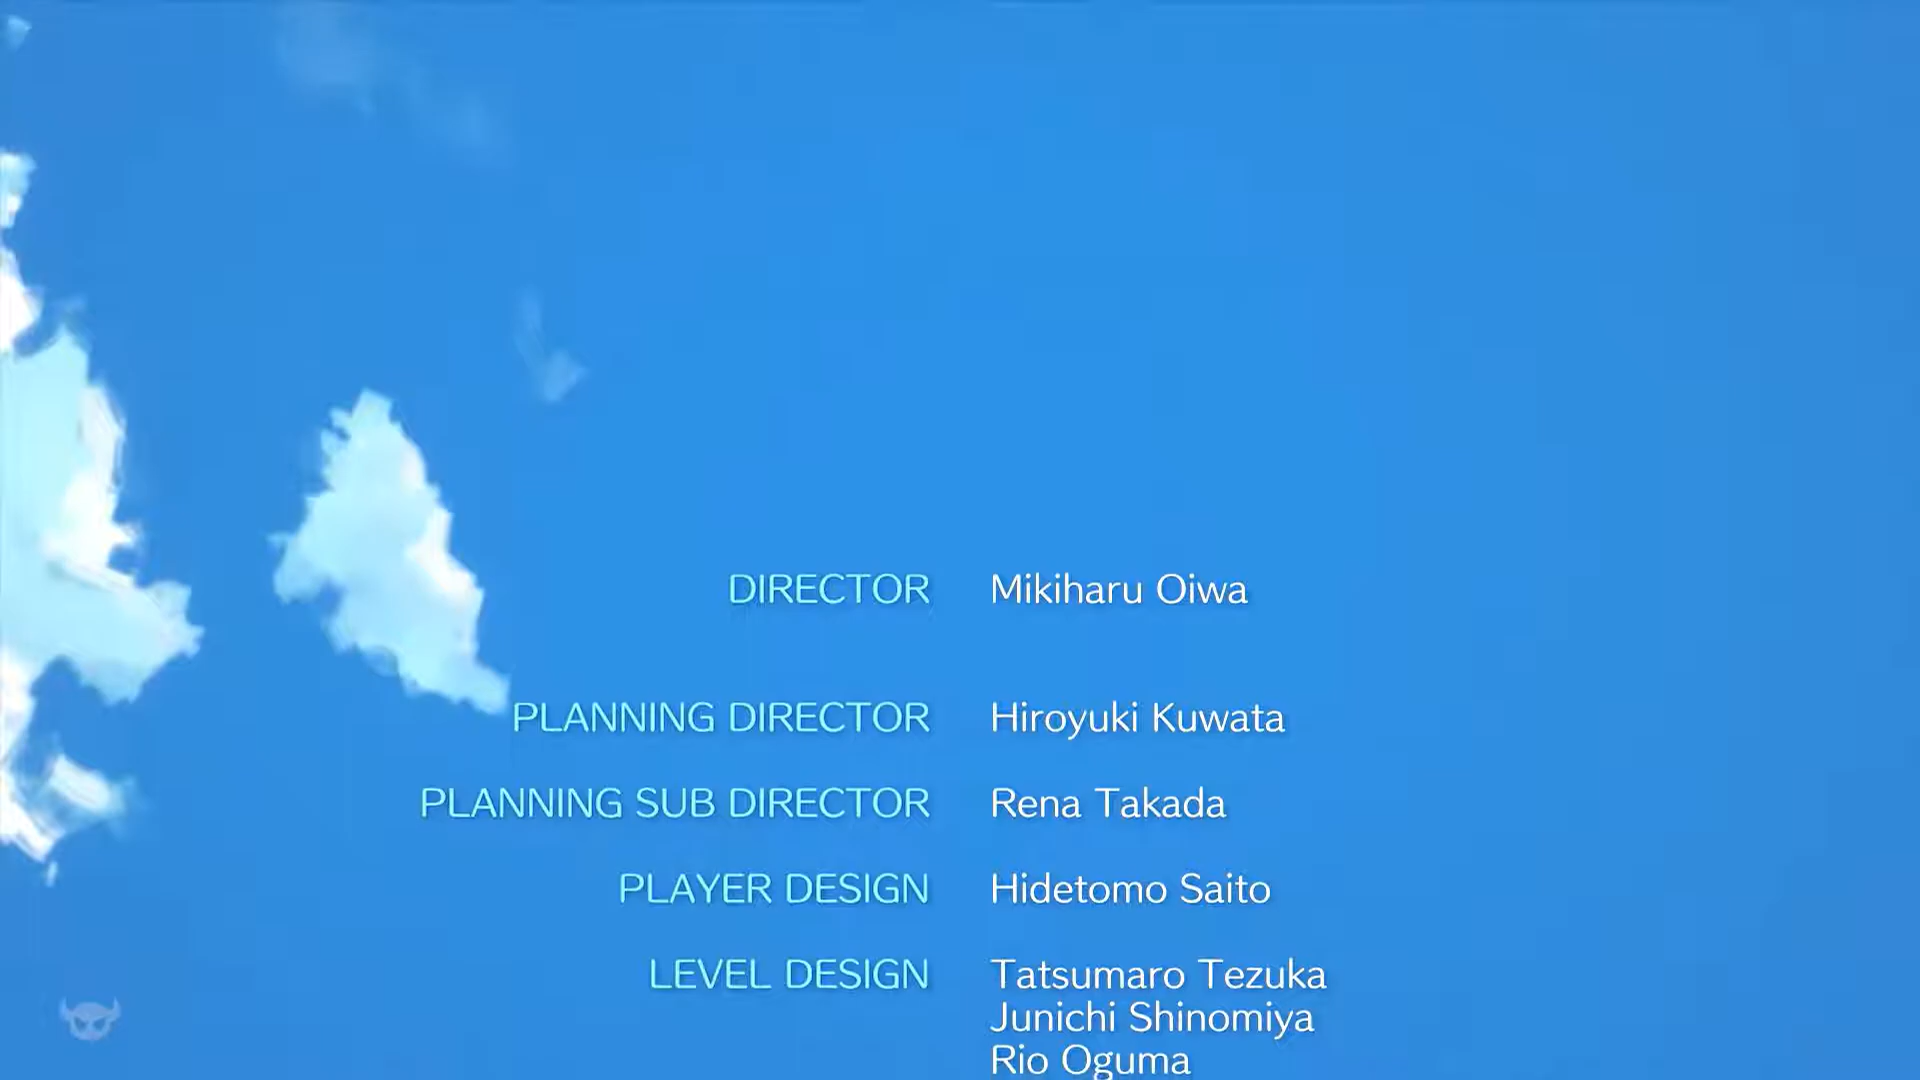 DIRECTOR Mikiharu Oiwa
PLANNING DIRECTOR Hiroyuki Kuwata
PLANNING SUB DIRECTOR Rena Takada
PLAYER DESIGN Hidetomo Saito
LEVEL DESIGN Tatsumaro Tezuka
Junichi Shinomiya
Rio Oguma